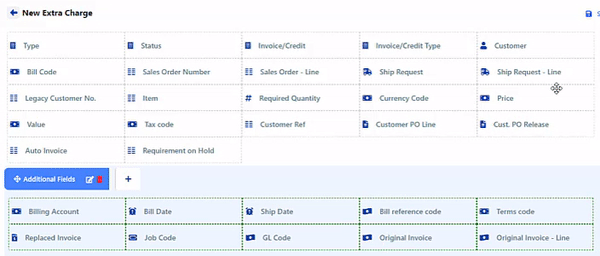 New Extra Charge
Type Status Invoice/Credit Invoice/Credit Type Customer
Bill Code Sales Order Number Sales Order - Line Ship Request Ship Request - Line
Legacy Customer No. Item Required Quantity Currency Code Price
Value Tax code Customer Ref Customer PO Line Cust. PO Release
Auto Invoice Requirement on Hold
Additional Fields +
Billing Account Bill Date Ship Date Bill reference code Terms code
Replaced Invoice Job Code GL Code Original Invoice Original Invoice - Line